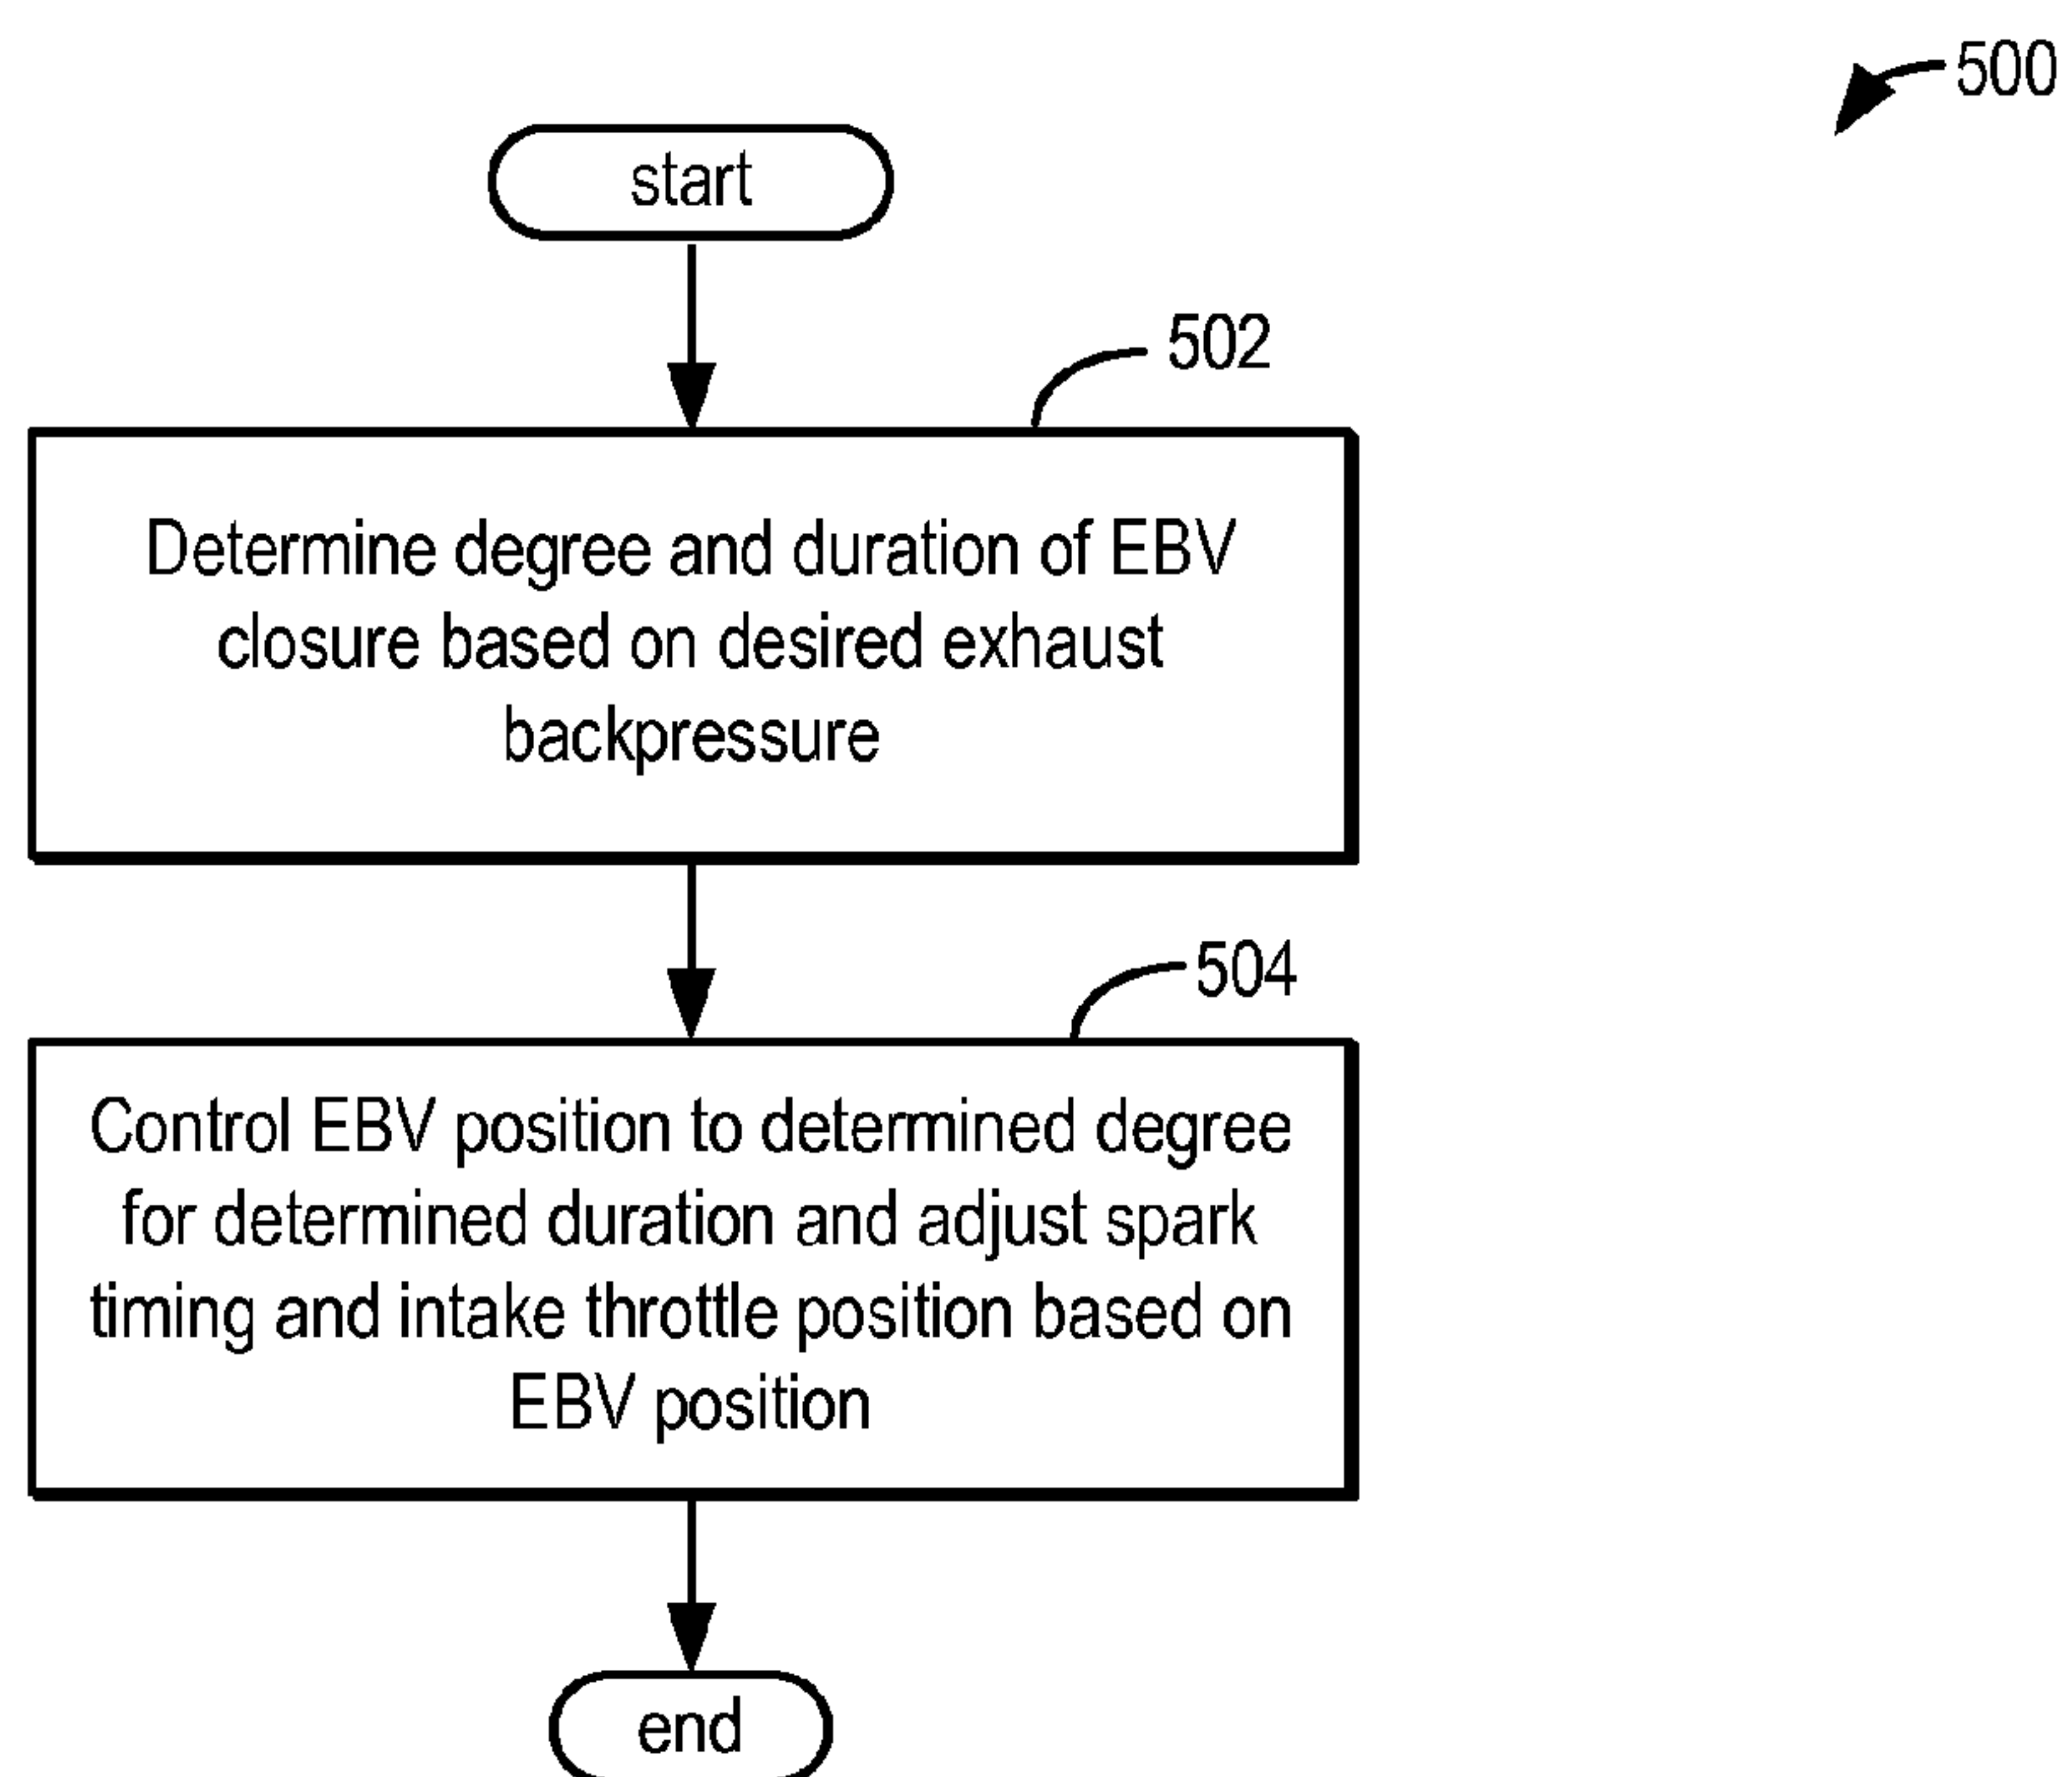 500
start
502
Determine degree and duration of EBV
closure based on desired exhaust
backpressure
504
Control EBV position to determined degree
for determined duration and adjust spark
timing and intake throttle position based on
EBV position
end